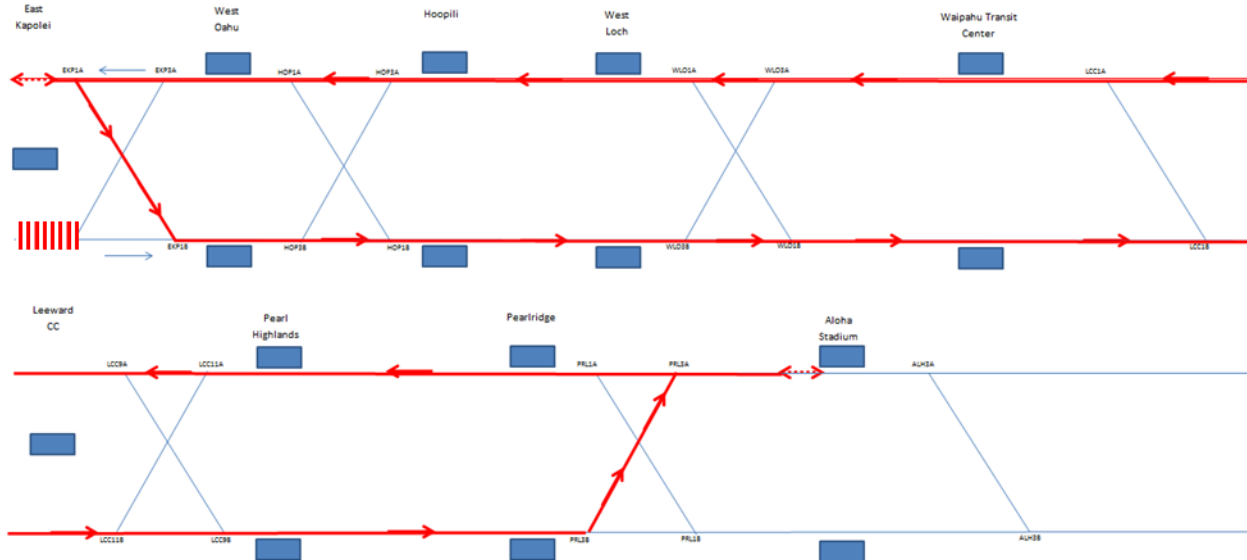 East
Kapolei
West
Oahu
Hoopili
West
Loch
Waipahu Transit
Center
EKP1A
EKP3A
HOP1A
HOP3A
WLO1A
WLO3A
LCC1A
EKP1B
HOP3B
HOP1B
WLO3B
WLO1B
LCC1B
Leeward
CC
Pearl
Highlands
Pearlridge
Aloha
Stadium
LCC9A
LCC11A
PRL1A
PRL3A
ALH3A
LCC11B
LCC9B
PRL3B
PRL1B
ALH3B